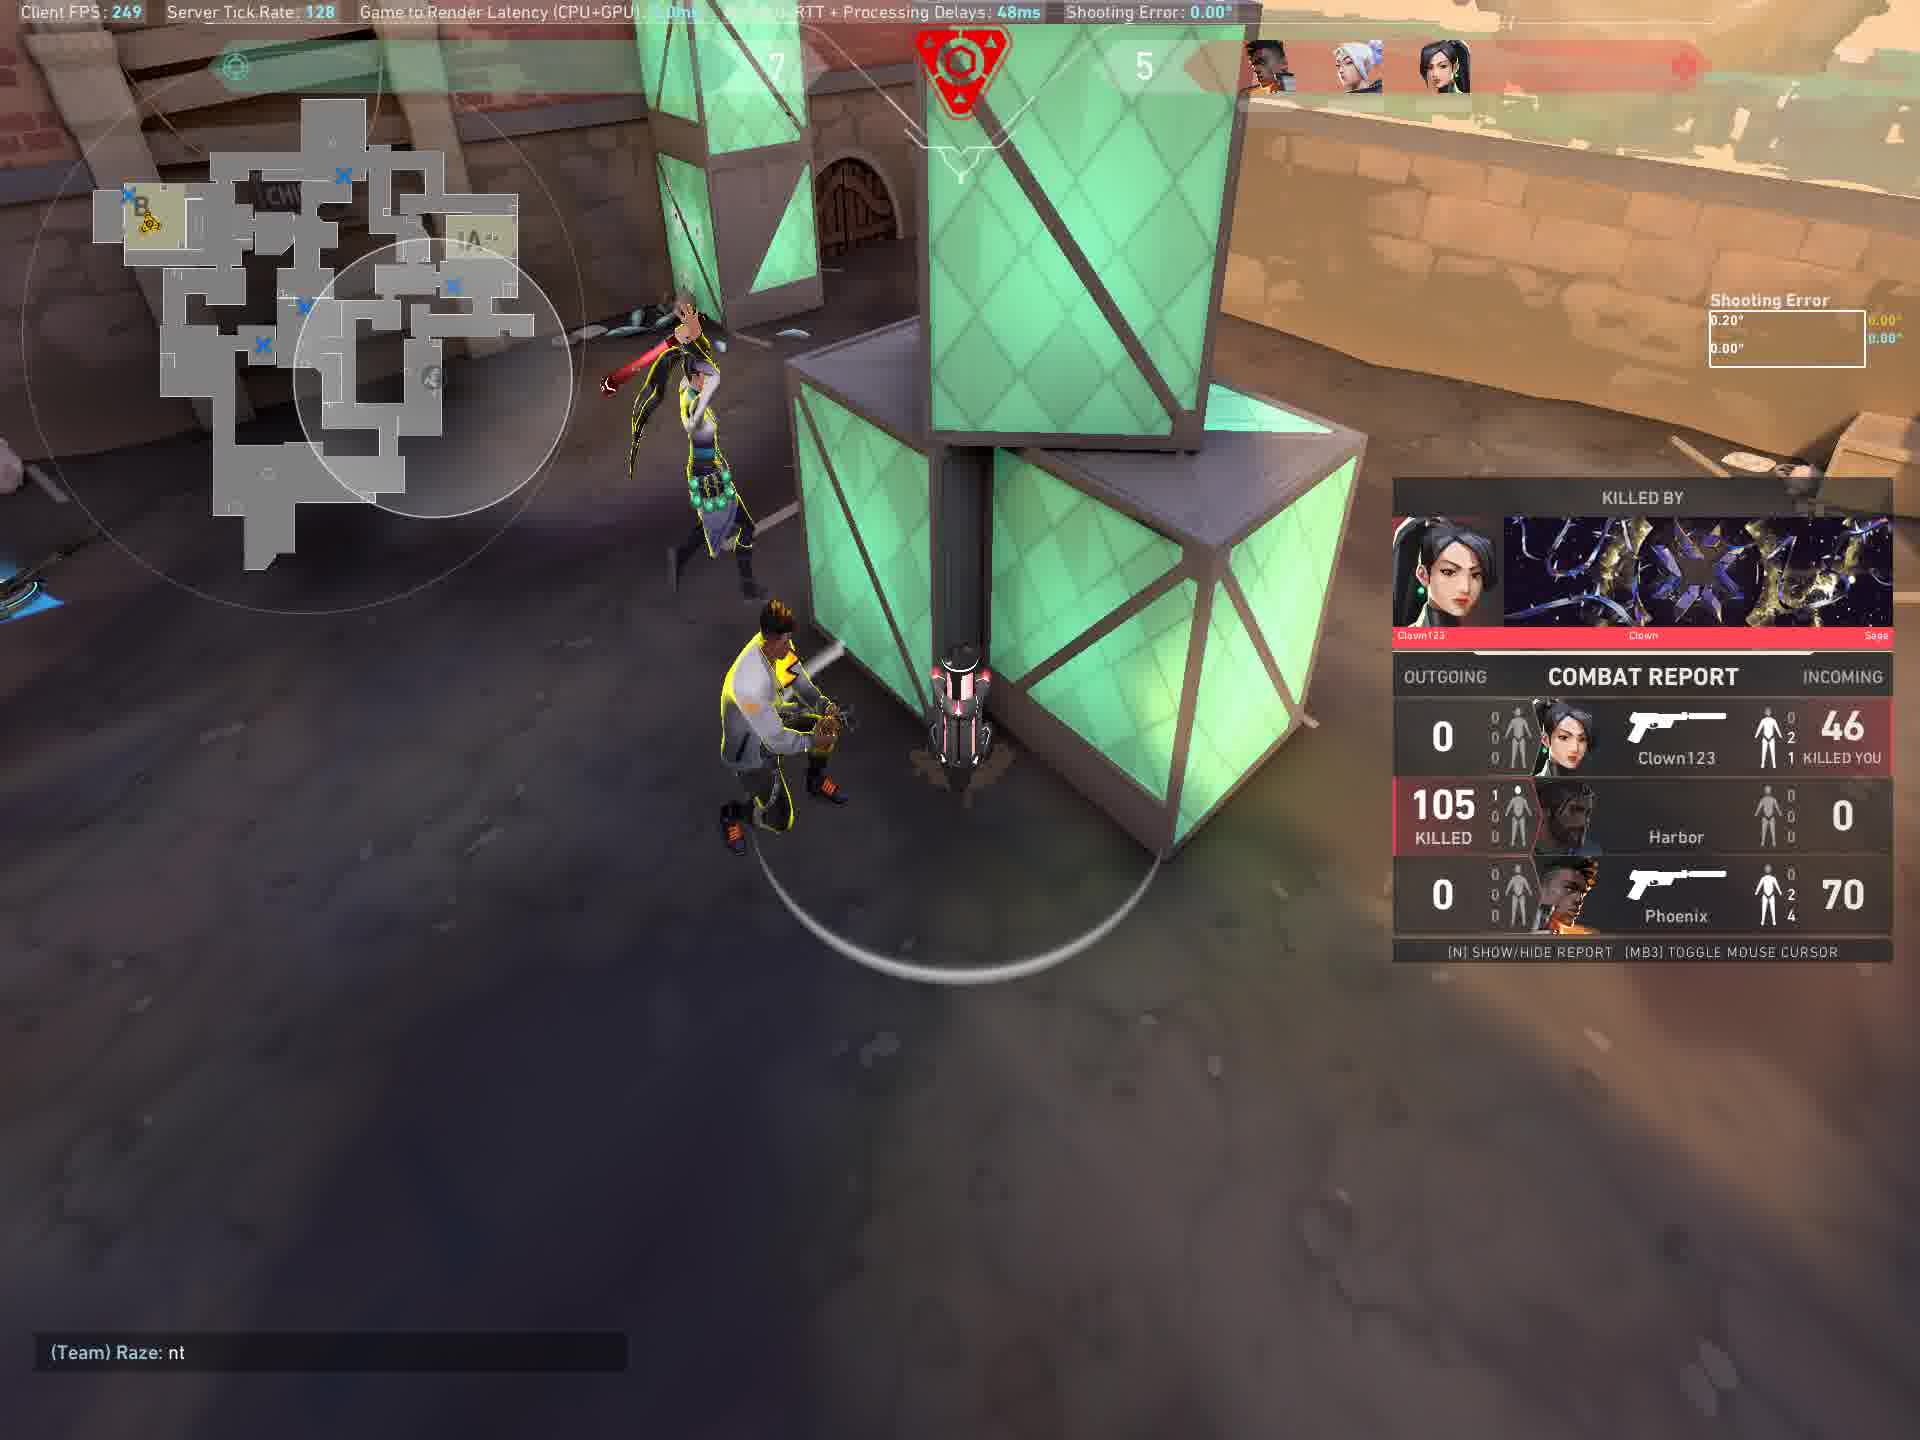 Client FPS: 249 Server Tick Rate: 128 Game to Render Latency (CPU+GPU): RTT + Processing Delays: 48ms Shooting Error: 0.00°
7 5
B
A
Shooting Error
0.20°
0.00°
0.00°
0.00°
KILLED BY
Clown123 Clown Sage
OUTGOING COMBAT REPORT INCOMING
0 0 0 0 Clown123 0 2 1 46 KILLED YOU
105 KILLED 1 0 0 Harbor 0 0 0 0
0 0 0 0 Phoenix 0 2 4 70
[N] SHOW/HIDE REPORT [MB3] TOGGLE MOUSE CURSOR
(Team) Raze: nt